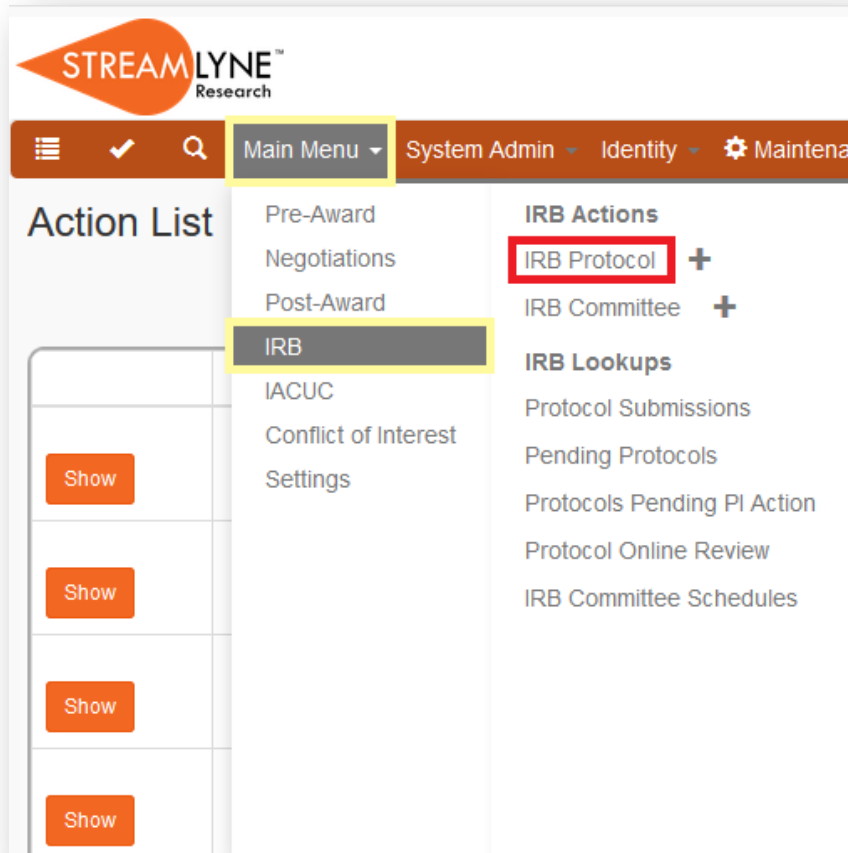 STREAMLYNE™
Research
Main Menu System Admin Identity Maintena
Action List
Pre-Award
Negotiations
Post-Award
IRB
IACUC
Conflict of Interest
Settings
IRB Actions
IRB Protocol +
IRB Committee +
IRB Lookups
Protocol Submissions
Pending Protocols
Protocols Pending PI Action
Protocol Online Review
IRB Committee Schedules
Show
Show
Show
Show